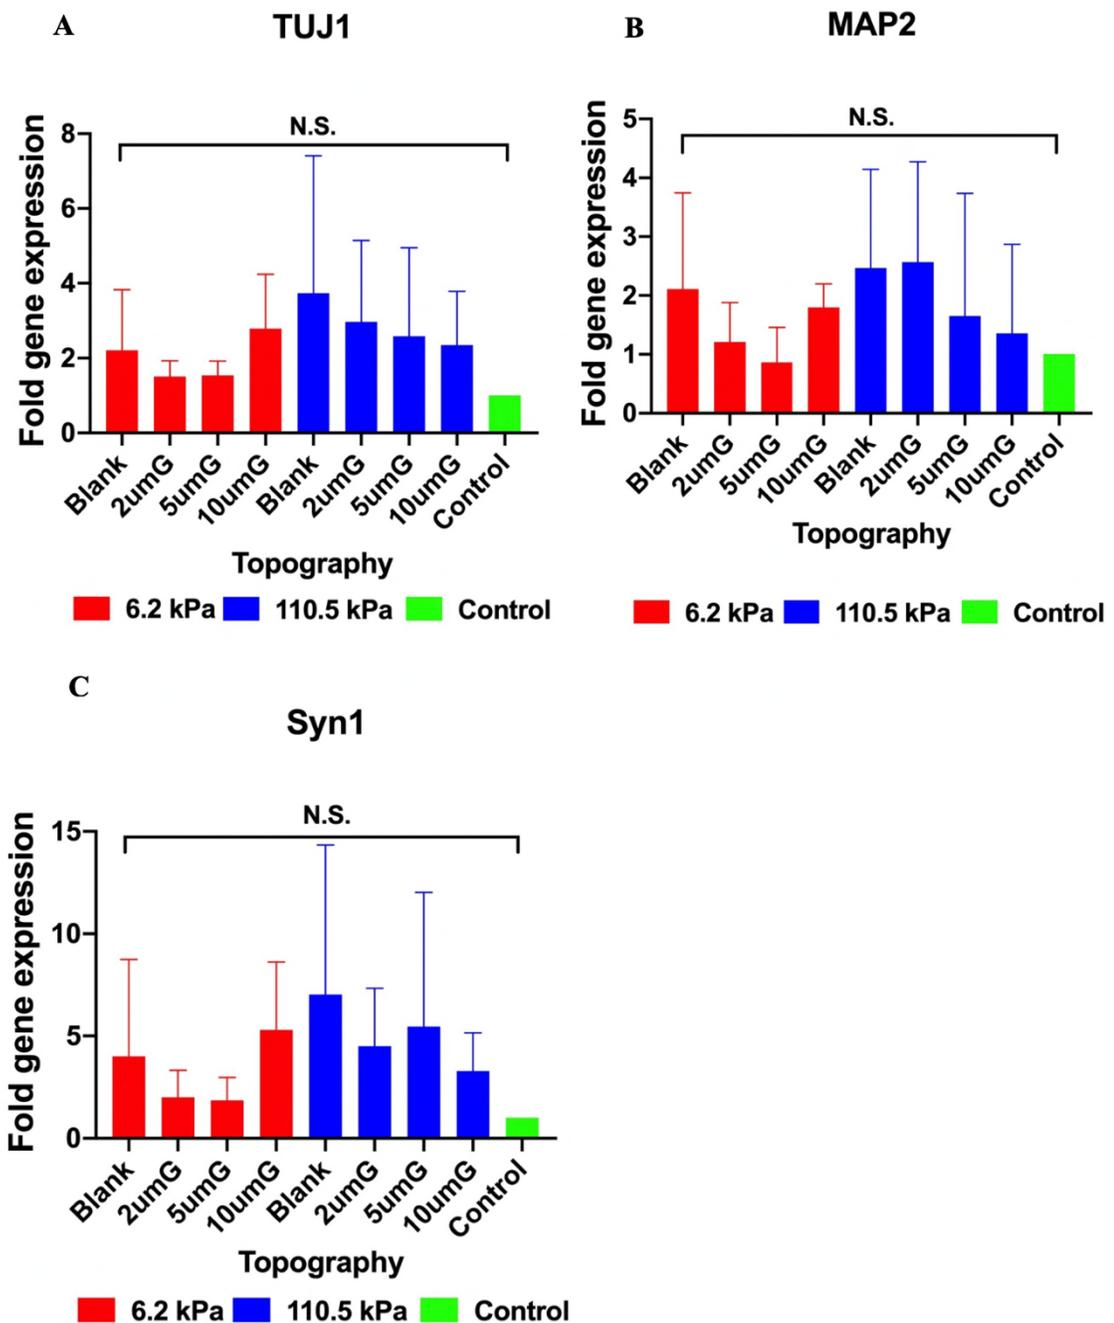 A
TUJ1
N.S.
Fold gene expression
8
6
4
2
0
Blank
2umG
5umG
10umG
Blank
2umG
5umG
10umG
Control
Topography
6.2 kPa 110.5 kPa Control
B
MAP2
N.S.
Fold gene expression
5
4
3
2
1
0
Blank
2umG
5umG
10umG
Blank
2umG
5umG
10umG
Control
Topography
6.2 kPa 110.5 kPa Control
C
Syn1
N.S.
Fold gene expression
15
10
5
0
Blank
2umG
5umG
10umG
Blank
2umG
5umG
10umG
Control
Topography
6.2 kPa 110.5 kPa Control